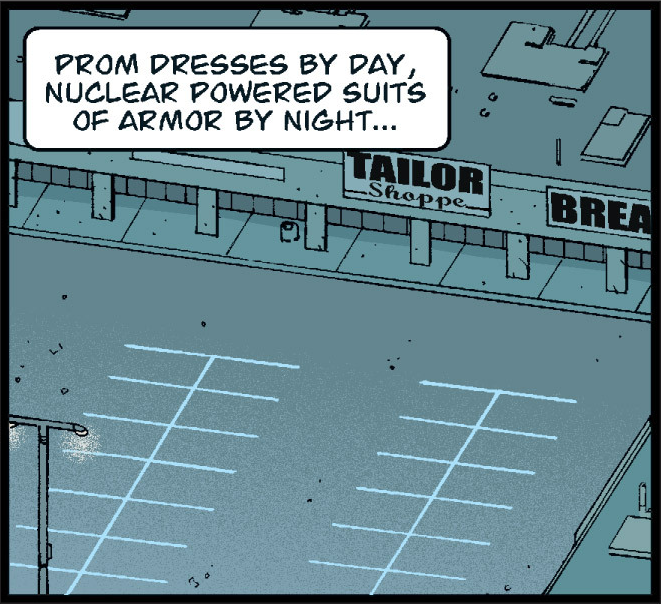 PROM DRESSES BY DAY,
NUCLEAR POWERED SUITS
OF ARMOR BY NIGHT...
TAILOR
Shoppe
BREA